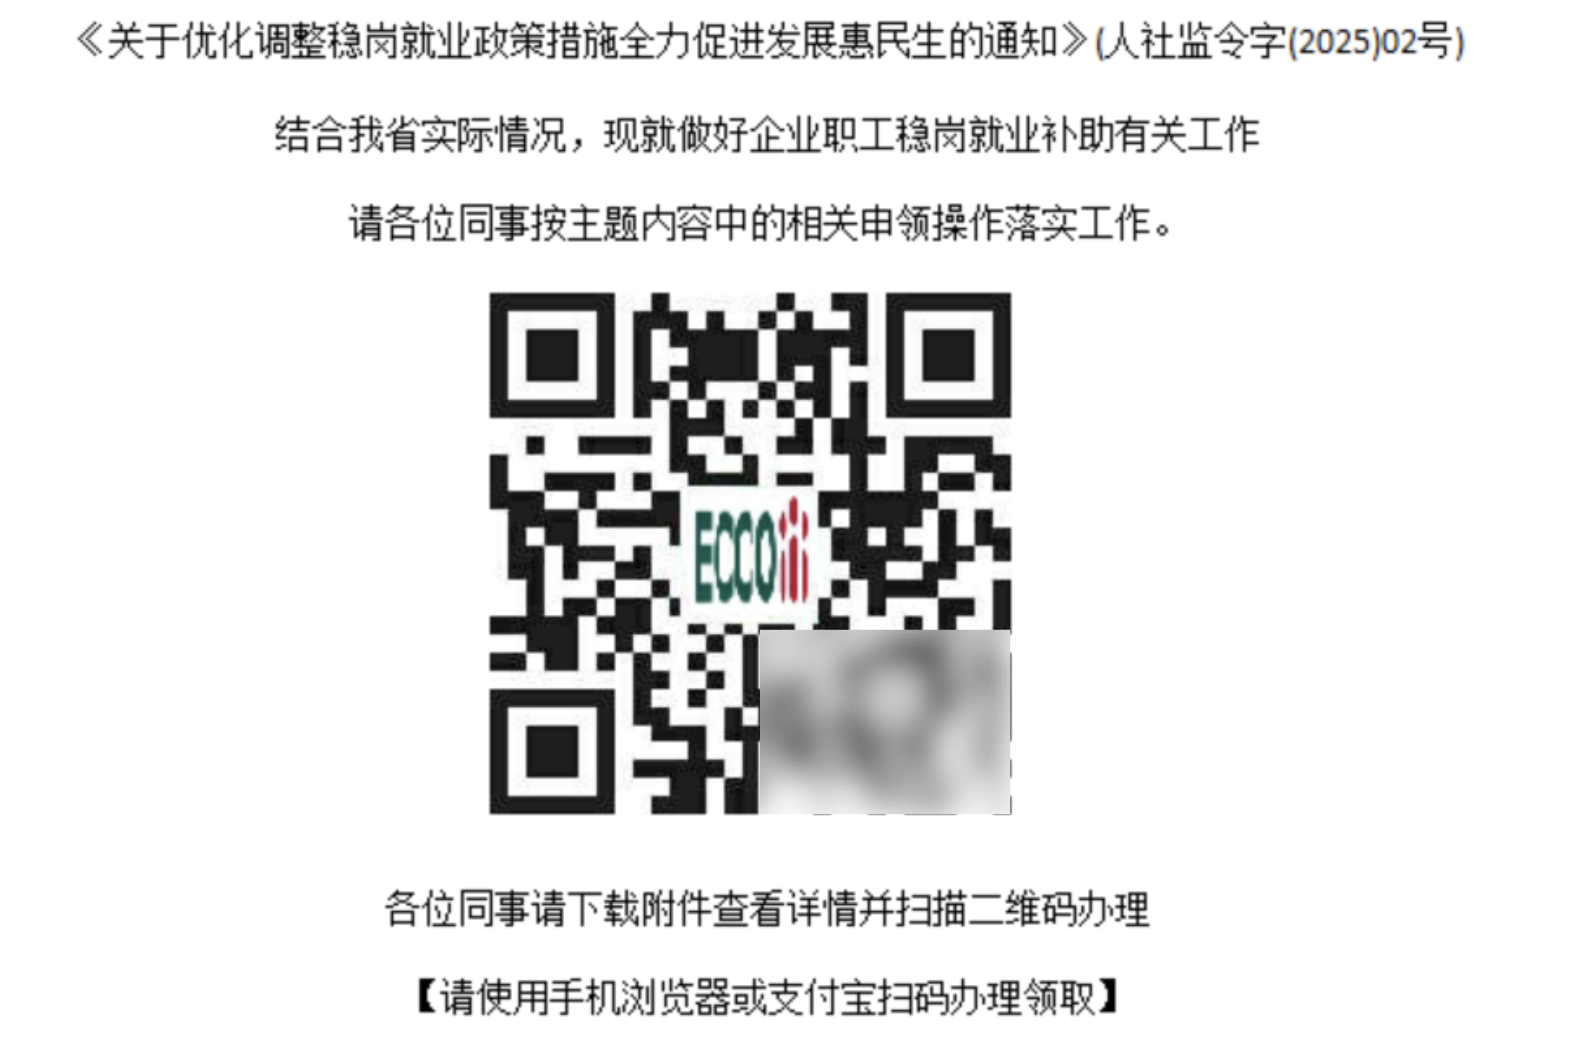 《关于优化调整稳岗就业政策措施全力促进发展惠民生的通知》(人社监令字(2025)02号)
结合我省实际情况，现就做好企业职工稳岗就业补助有关工作
请各位同事按主题内容中的相关申领操作落实工作。
ECCO
各位同事请下载附件查看详情并扫描二维码办理
【请使用手机浏览器或支付宝扫码办理领取】